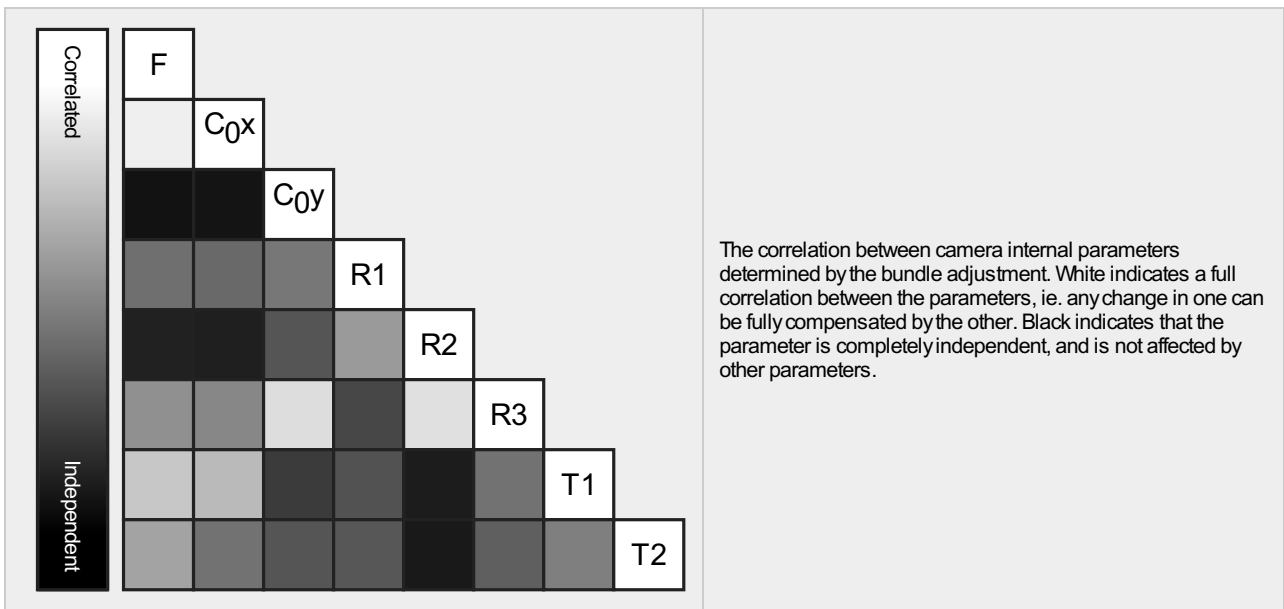 Correlated
Independent
F
C0x
C0y
R1
R2
R3
T1
T2
The correlation between camera internal parameters
determined by the bundle adjustment. White indicates a full
correlation between the parameters, ie. any change in one can
be fully compensated by the other. Black indicates that the
parameter is completely independent, and is not affected by
other parameters.